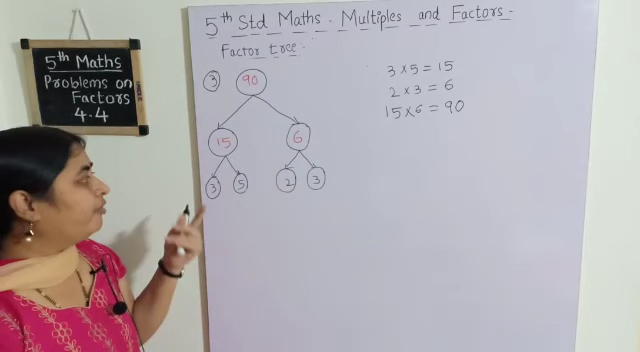 5th Std Maths. Multiples and Factors.
Factor tree.
5th Maths
Problems on
Factors
4.4
3 90
15 6
3 5 2 3
3 × 5 = 15
2 × 3 = 6
15 × 6 = 90